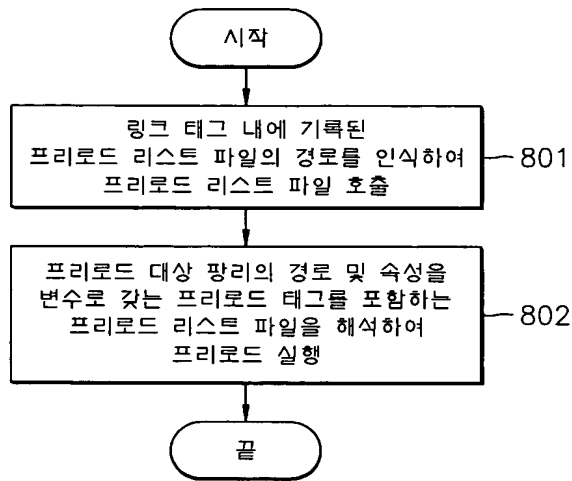 시작
링크 태그 내에 기록된
프리로드 리스트 파일의 경로를 인식하여
프리로드 리스트 파일 호출
801
프리로드 대상 팡리의 경로 및 속성을
변수로 갖는 프리로드 태그를 포함하는
프리로드 리스트 파일을 해석하여
프리로드 실행
802
끝